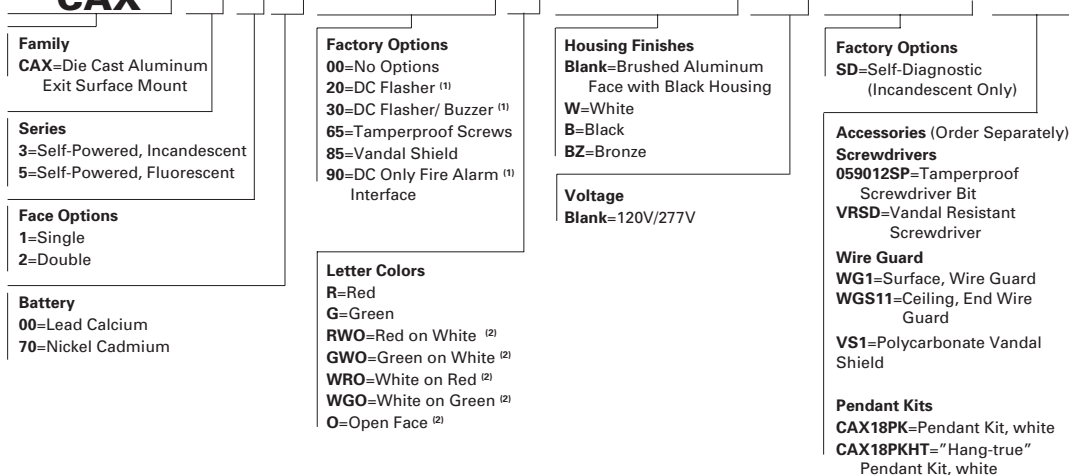 CAX
Family
CAX=Die Cast Aluminum
Exit Surface Mount
Series
3=Self-Powered, Incandescent
5=Self-Powered, Fluorescent
Face Options
1=Single
2=Double
Battery
00=Lead Calcium
70=Nickel Cadmium
Factory Options
00=No Options
20=DC Flasher (1)
30=DC Flasher/ Buzzer (1)
65=Tamperproof Screws
85=Vandal Shield
90=DC Only Fire Alarm (1)
Interface
Letter Colors
R=Red
G=Green
RWO=Red on White (2)
GWO=Green on White (2)
WRO=White on Red (2)
WGO=White on Green (2)
O=Open Face (2)
Housing Finishes
Blank=Brushed Aluminum
Face with Black Housing
W=White
B=Black
BZ=Bronze
Voltage
Blank=120V/277V
Factory Options
SD=Self-Diagnostic
(Incandescent Only)
Accessories (Order Separately)
Screwdrivers
059012SP=Tamperproof
Screwdriver Bit
VRSD=Vandal Resistant
Screwdriver
Wire Guard
WG1=Surface, Wire Guard
WGS11=Ceiling, End Wire
Guard
VS1=Polycarbonate Vandal
Shield
Pendant Kits
CAX18PK=Pendant Kit, white
CAX18PKHT="Hang-true"
Pendant Kit, white